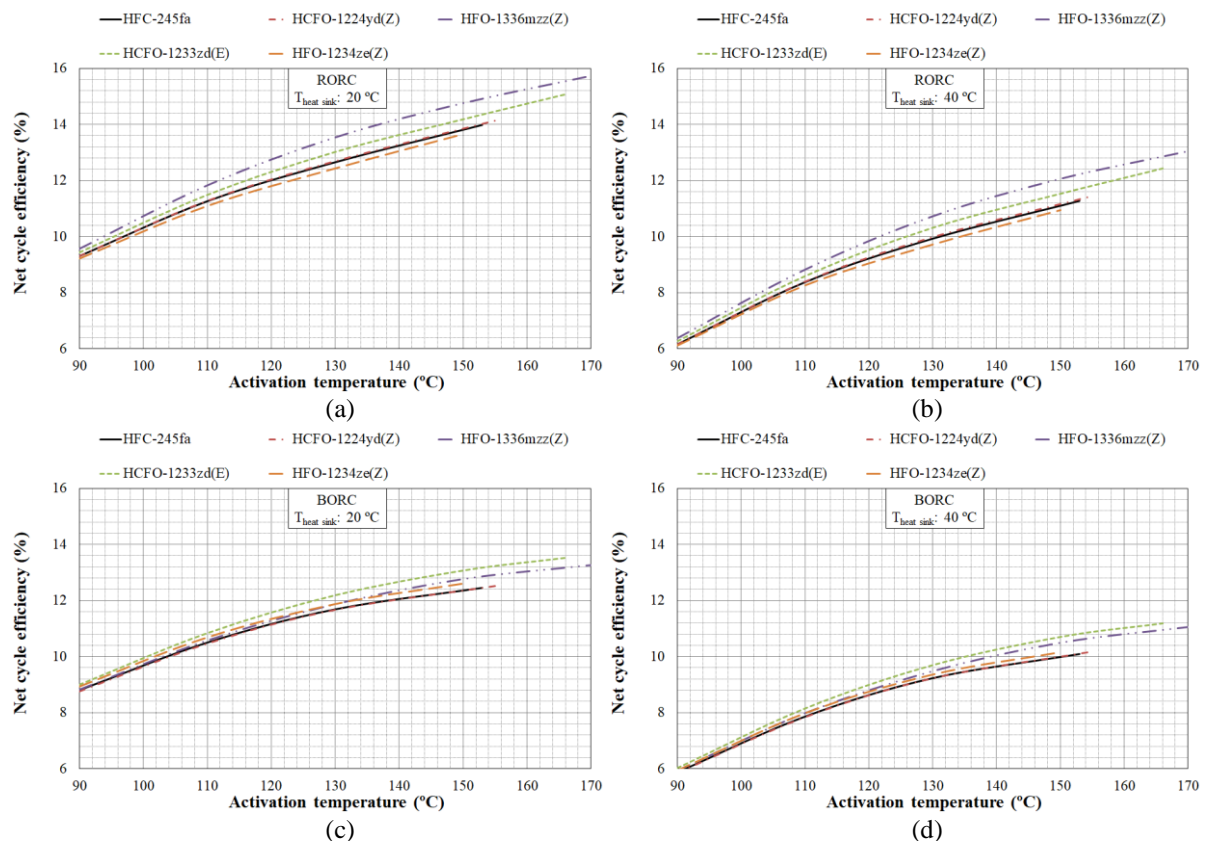 HFC-245fa HCFO-1224yd(Z) HFO-1336mzz(Z)
HCFO-1233zd(E) HFO-1234ze(Z)
Net cycle efficiency (%)
16
14
12
10
8
6
RORC
T heat sink: 20 ºC
90 100 110 120 130 140 150 160 170
Activation temperature (ºC)
(a)
HFC-245fa HCFO-1224yd(Z) HFO-1336mzz(Z)
HCFO-1233zd(E) HFO-1234ze(Z)
Net cycle efficiency (%)
16
14
12
10
8
6
RORC
T heat sink: 40 ºC
90 100 110 120 130 140 150 160 170
Activation temperature (ºC)
(b)
HFC-245fa HCFO-1224yd(Z) HFO-1336mzz(Z)
HCFO-1233zd(E) HFO-1234ze(Z)
Net cycle efficiency (%)
16
14
12
10
8
6
BORC
T heat sink: 20 ºC
90 100 110 120 130 140 150 160 170
Activation temperature (ºC)
(c)
HFC-245fa HCFO-1224yd(Z) HFO-1336mzz(Z)
HCFO-1233zd(E) HFO-1234ze(Z)
Net cycle efficiency (%)
16
14
12
10
8
6
BORC
T heat sink: 40 ºC
90 100 110 120 130 140 150 160 170
Activation temperature (ºC)
(d)